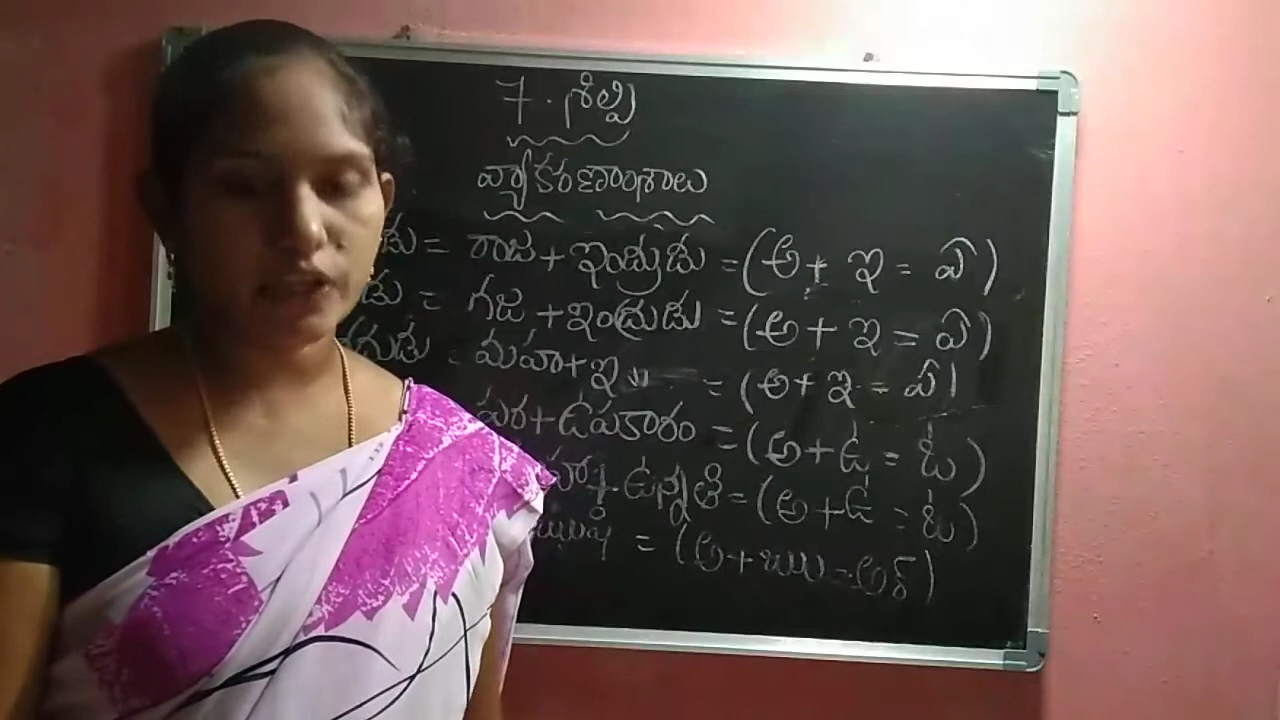 7. శిల్పి
వ్యాకరణాంశాలు
డు = రాజ + ఇంద్రుడు = (అ + ఇ = ఏ)
డు = గజ + ఇంద్రుడు = (అ + ఇ = ఏ)
ద్రుడు = మహా + = (అ + ఇ = ఏ)
పర + ఉపకారం = (అ + ఉ = ఓ)
హా + ఉన్నతి = (అ + ఉ = ఓ)
= (అ + ఋ = అర్)